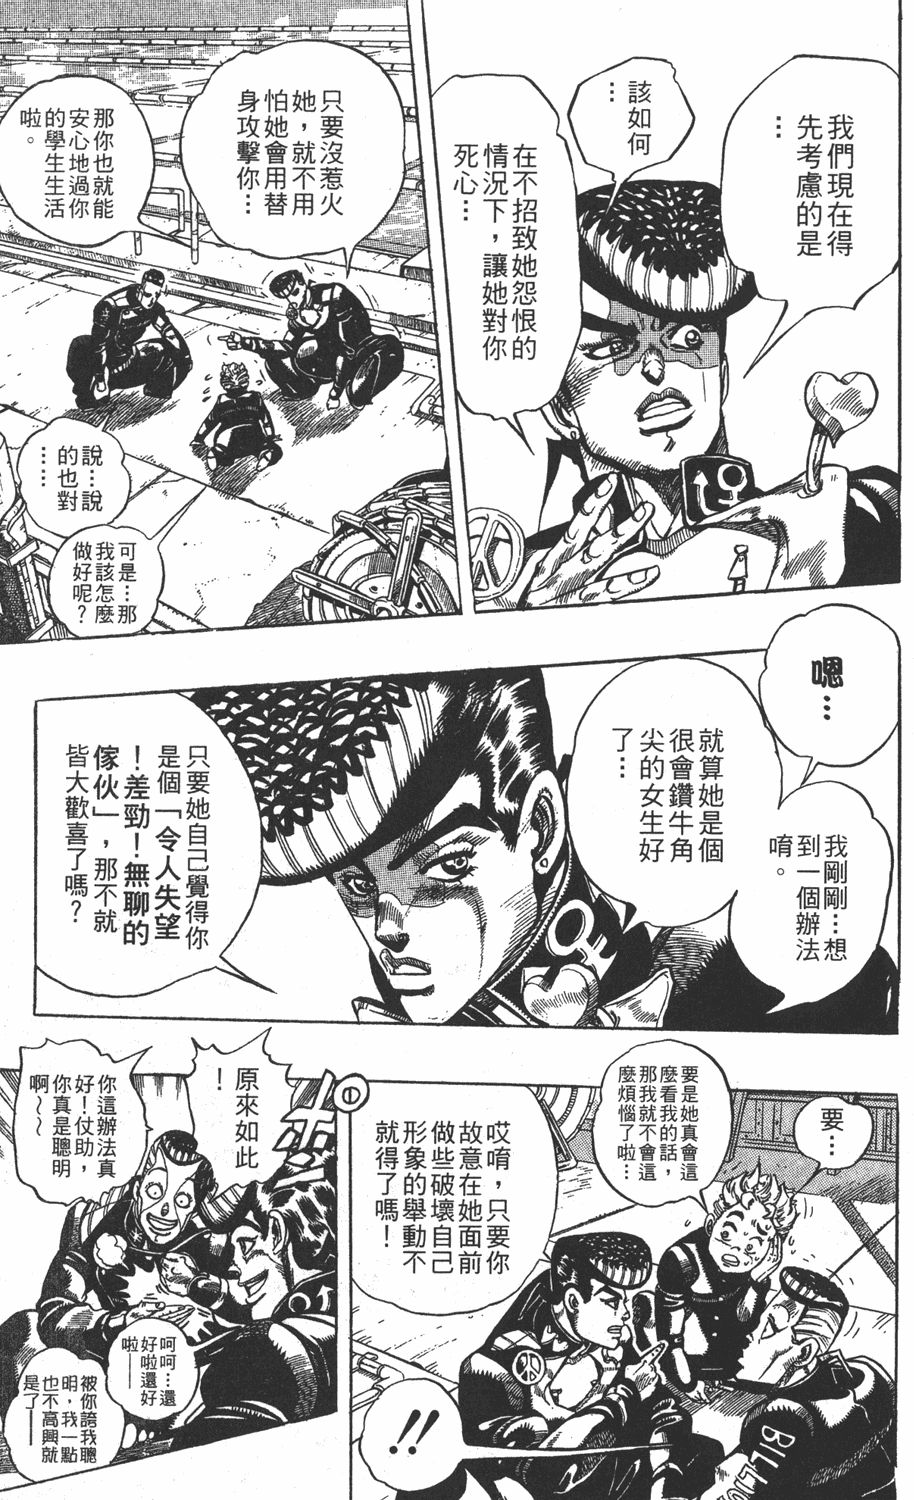 我們現在得
先考慮的是
…
該如何
…
在不招致她怨恨的
情況下，讓她對你
死心…
只要沒惹火
她，就不用
怕她會用替
身攻擊你…
那你也就能
安心地過你
的學生生活
啦。
說…說
的也對
……
可是…那
我該怎麼
做好呢？
嗯…
我剛剛…想
到一個辦法
唷。
就算她是個
很會鑽牛角
尖的女生好
了…
只要她自己覺得你
是個「令人失望
！差勁！無聊的
傢伙」，那不就
皆大歡喜了嗎？
要…
要是她真會這
麼看我的話，
那我就不會這
麼煩惱了啦…
哎唷，只要你
故意在她面前
做些破壞自己
形象的舉動不
就得了嗎！
!!
BILLION
①
原來如此
！
你這辦法真
好！仗助，
你真是聰明
啊～～
呵呵…還
好啦還好
啦——
被你誇我聰
明，我一點
也不高興就
是了——